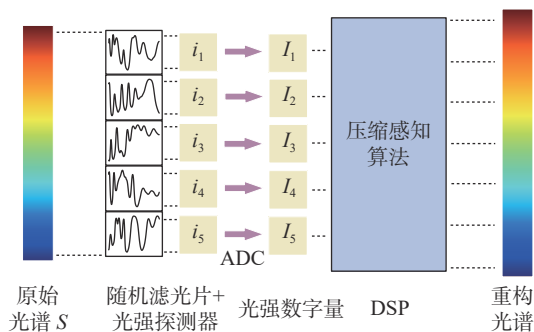 i1
I1
i2
I2
i3
I3
压缩感知
算法
i4
I4
i5
I5
ADC
原始
光谱 S
随机滤光片+
光强探测器
光强数字量
DSP
重构
光谱